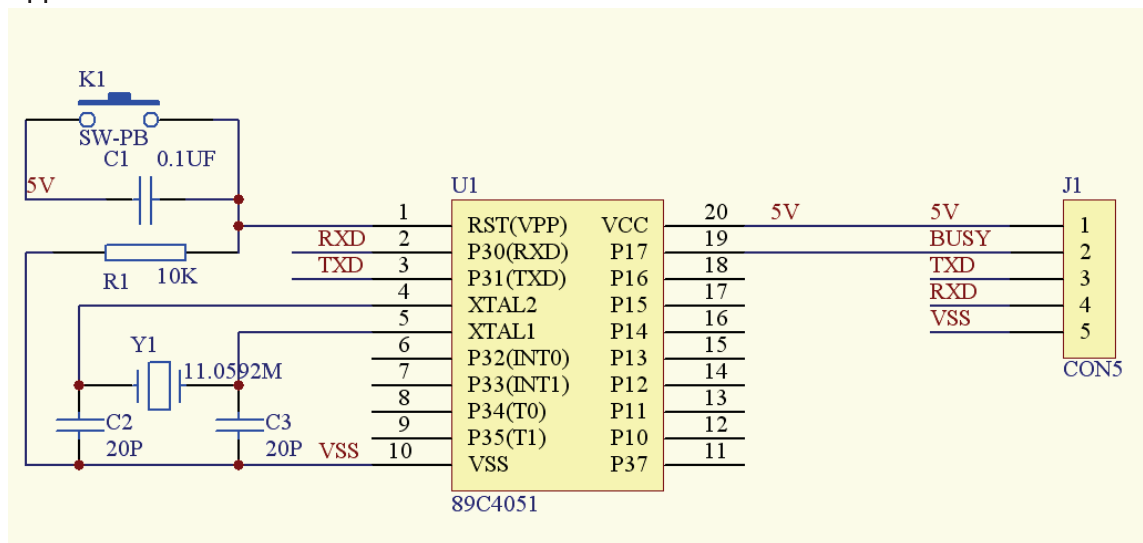 K1
SW-PB
C1 0.1UF
5V
R1 10K
Y1
11.0592M
C2
20P
C3
20P
RXD
TXD
VSS
U1
1 RST(VPP) VCC 20 5V
2 P30(RXD) P17 19
3 P31(TXD) P16 18
4 XTAL2 P15 17
5 XTAL1 P14 16
6 P32(INT0) P13 15
7 P33(INT1) P12 14
8 P34(T0) P11 13
9 P35(T1) P10 12
10 VSS P37 11
89C4051
J1
5V 1
BUSY 2
TXD 3
RXD 4
VSS 5
CON5